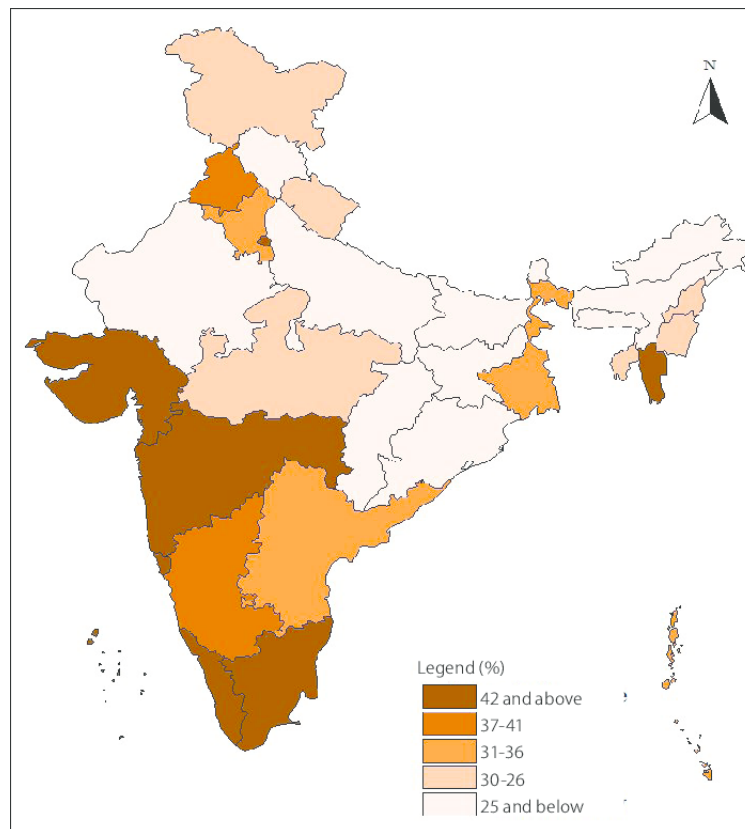 N
Legend (%)
42 and above
37-41
31-36
30-26
25 and below